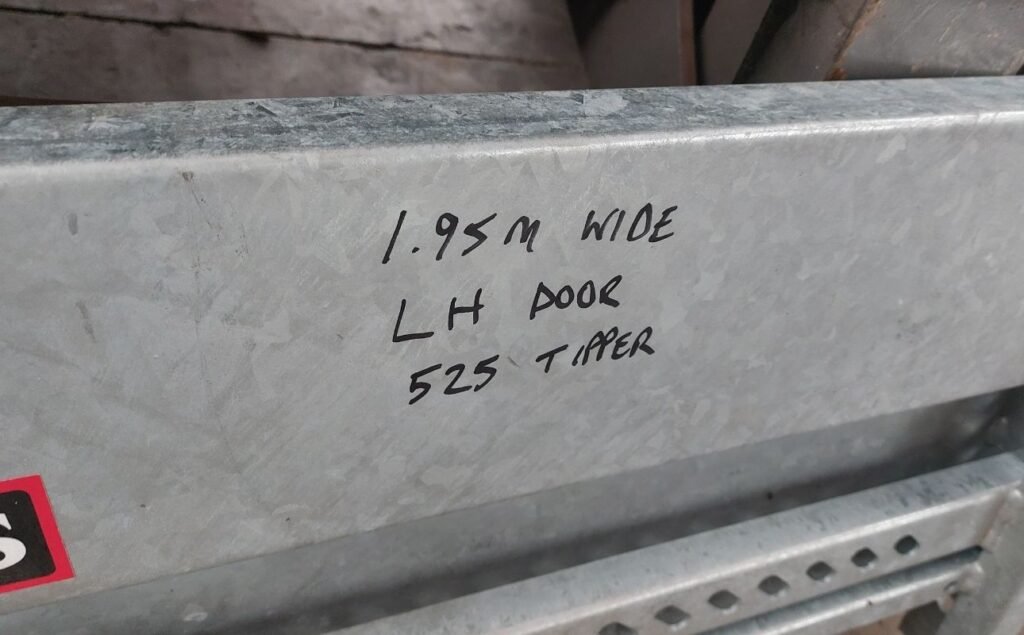 1.95M WIDE
LH DOOR
525 TIPPER
S